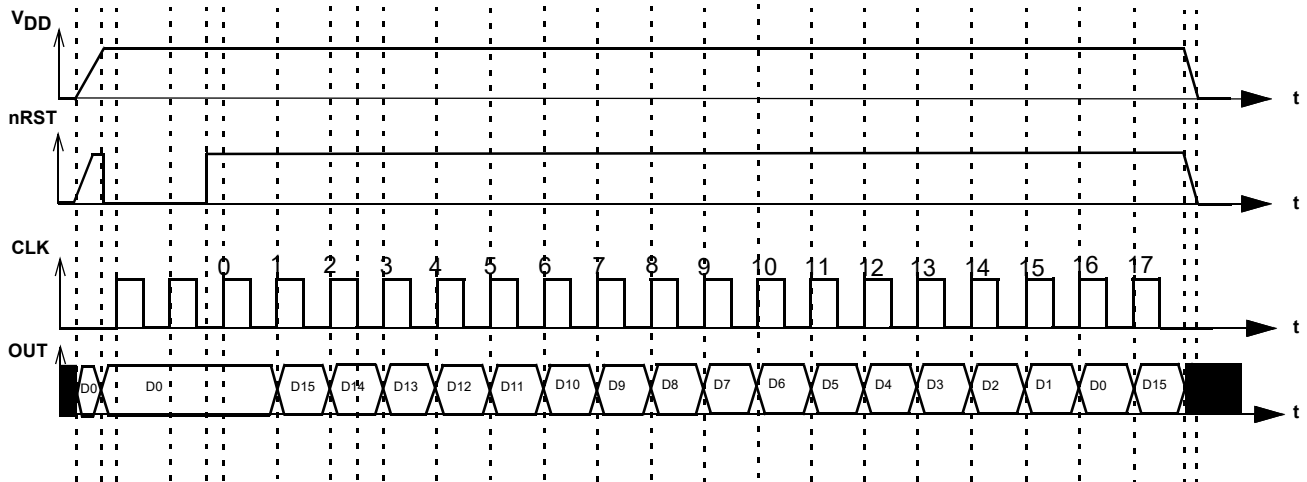 VDD
t
nRST
t
CLK
0 1 2 3 4 5 6 7 8 9 10 11 12 13 14 15 16 17
t
OUT
D0 D0 D15 D14 D13 D12 D11 D10 D9 D8 D7 D6 D5 D4 D3 D2 D1 D0 D15
t